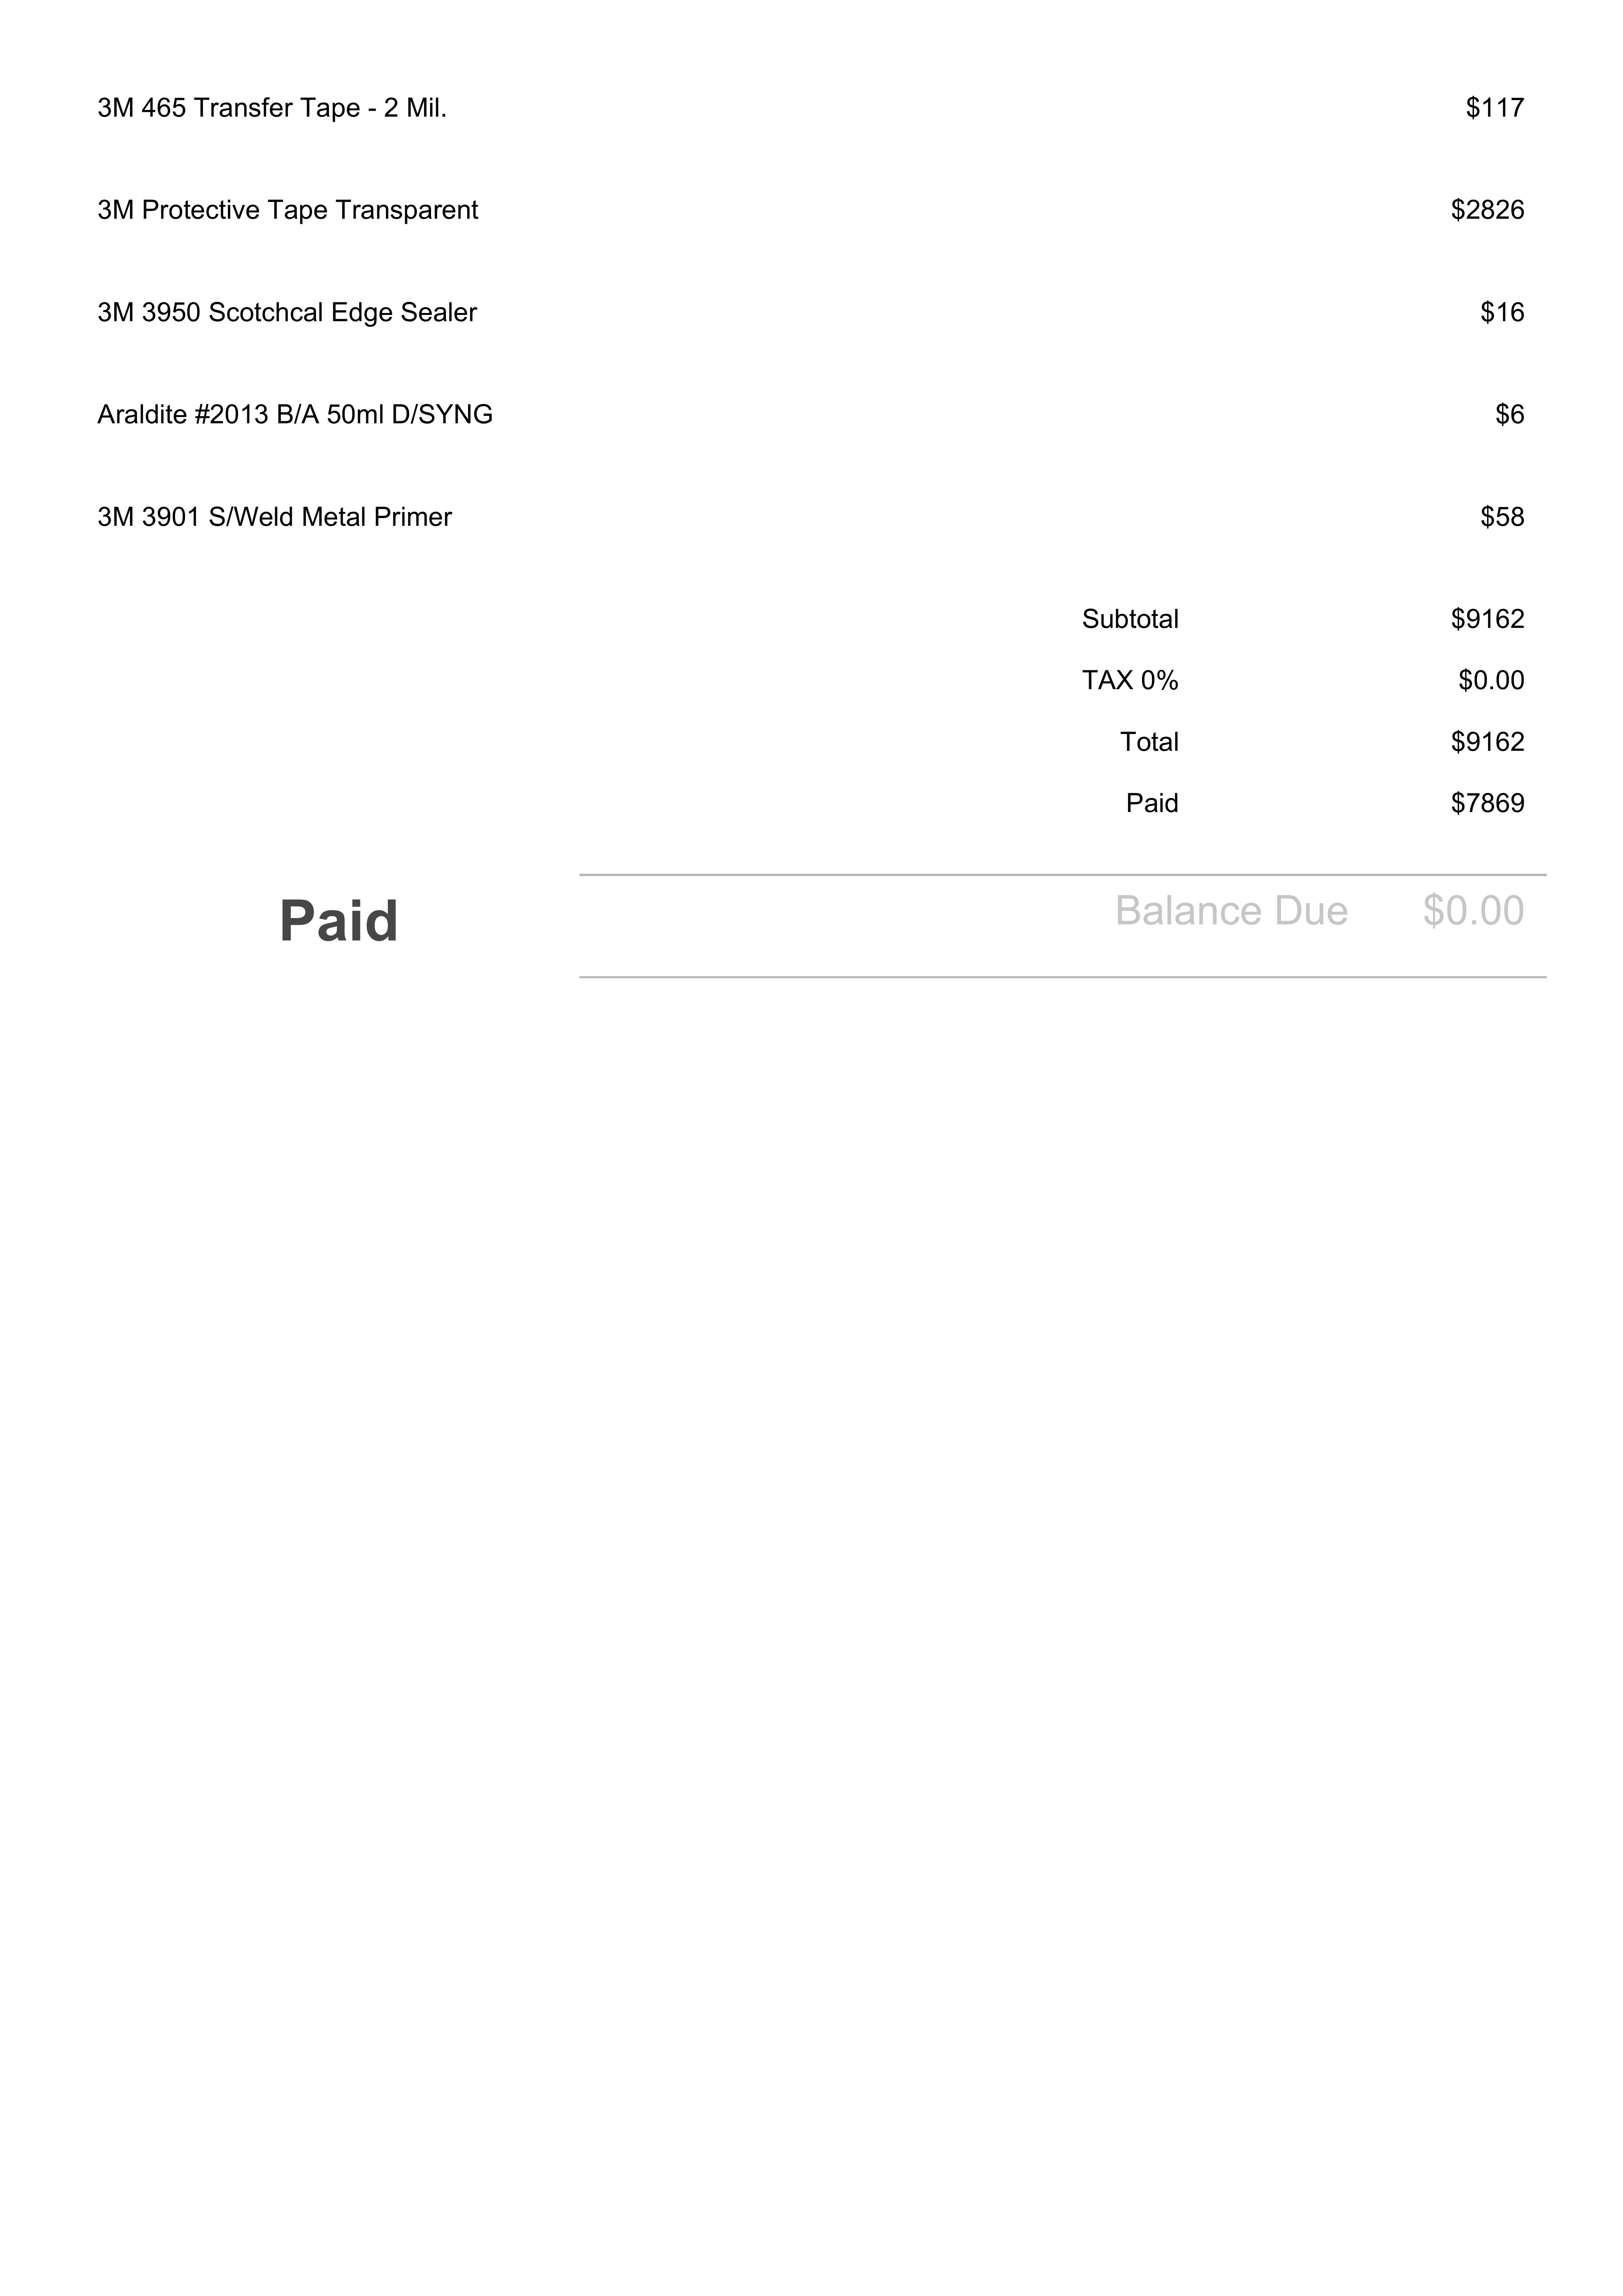 3M 465 Transfer Tape - 2 Mil. $117
3M Protective Tape Transparent $2826
3M 3950 Scotchcal Edge Sealer $16
Araldite #2013 B/A 50ml D/SYNG $6
3M 3901 S/Weld Metal Primer $58
Subtotal $9162
TAX 0% $0.00
Total $9162
Paid $7869
Paid Balance Due $0.00